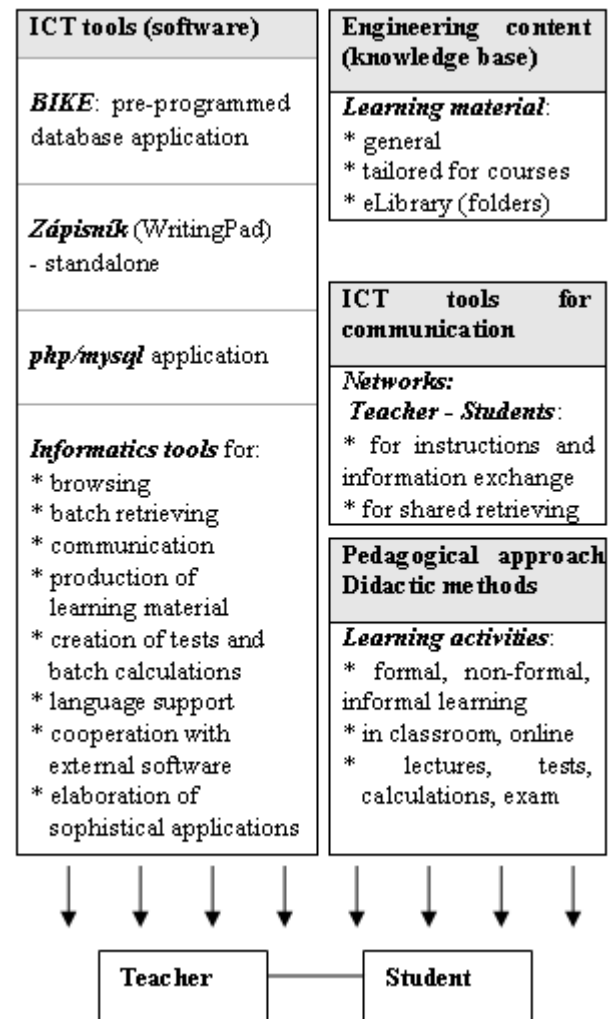 ICT tools (software)
BIKE: pre-programmed
database application
Zápisník (WritingPad)
- standalone
php/mysql application
Informatics tools for:
* browsing
* batch retrieving
* communication
* production of
learning material
* creation of tests and
batch calculations
* language support
* cooperation with
external software
* elaboration of
sophistical applications
Engineering content
(knowledge base)
Learning material:
* general
* tailored for courses
* eLibrary (folders)
ICT tools for
communication
Networks:
Teacher - Students:
* for instructions and
information exchange
* for shared retrieving
Pedagogical approach
Didactic methods
Learning activities:
* formal, non-formal,
informal learning
* in classroom, online
* lectures, tests,
calculations, exam
Teacher
Student